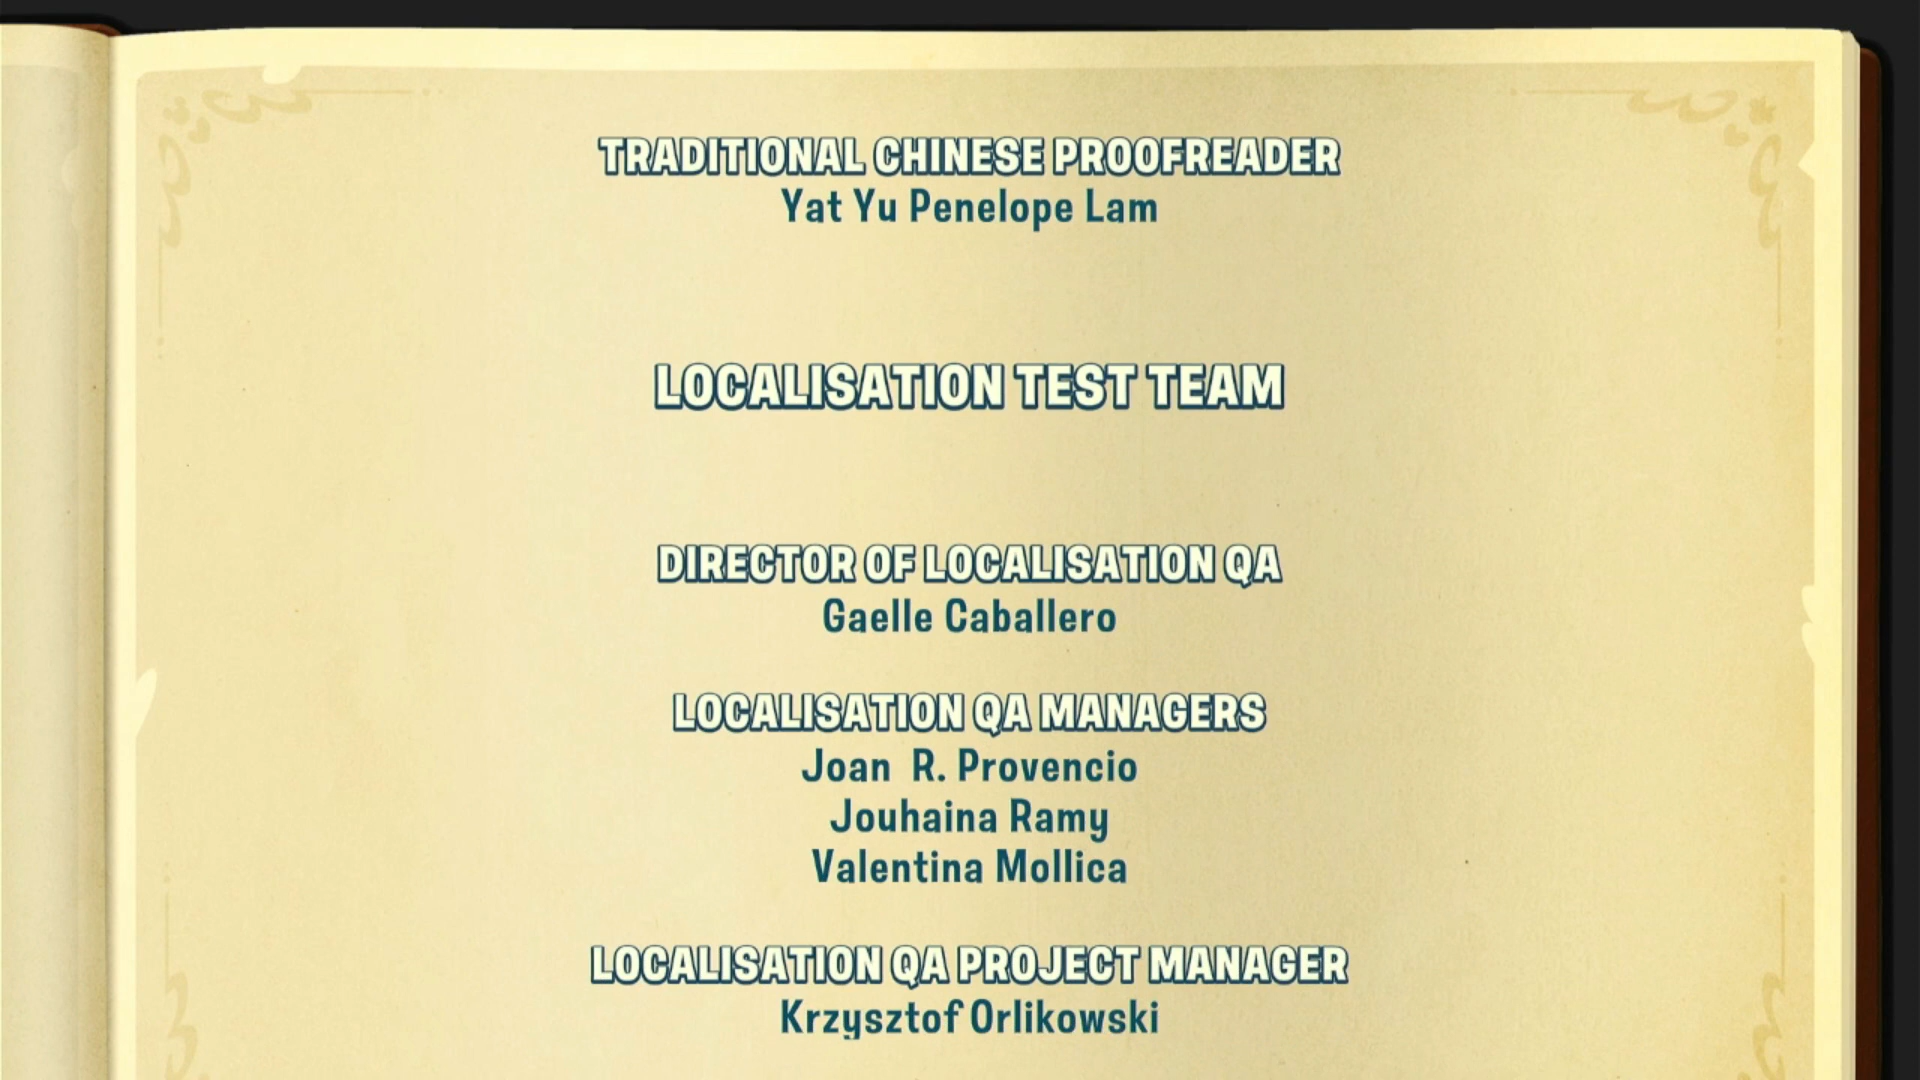 TRADITIONAL CHINESE PROOFREADER
Yat Yu Penelope Lam
LOCALISATION TEST TEAM
DIRECTOR OF LOCALISATION QA
Gaelle Caballero
LOCALISATION QA MANAGERS
Joan  R. Provencio
Jouhaina Ramy
Valentina Mollica
LOCALISATION QA PROJECT MANAGER
Krzysztof Orlikowski